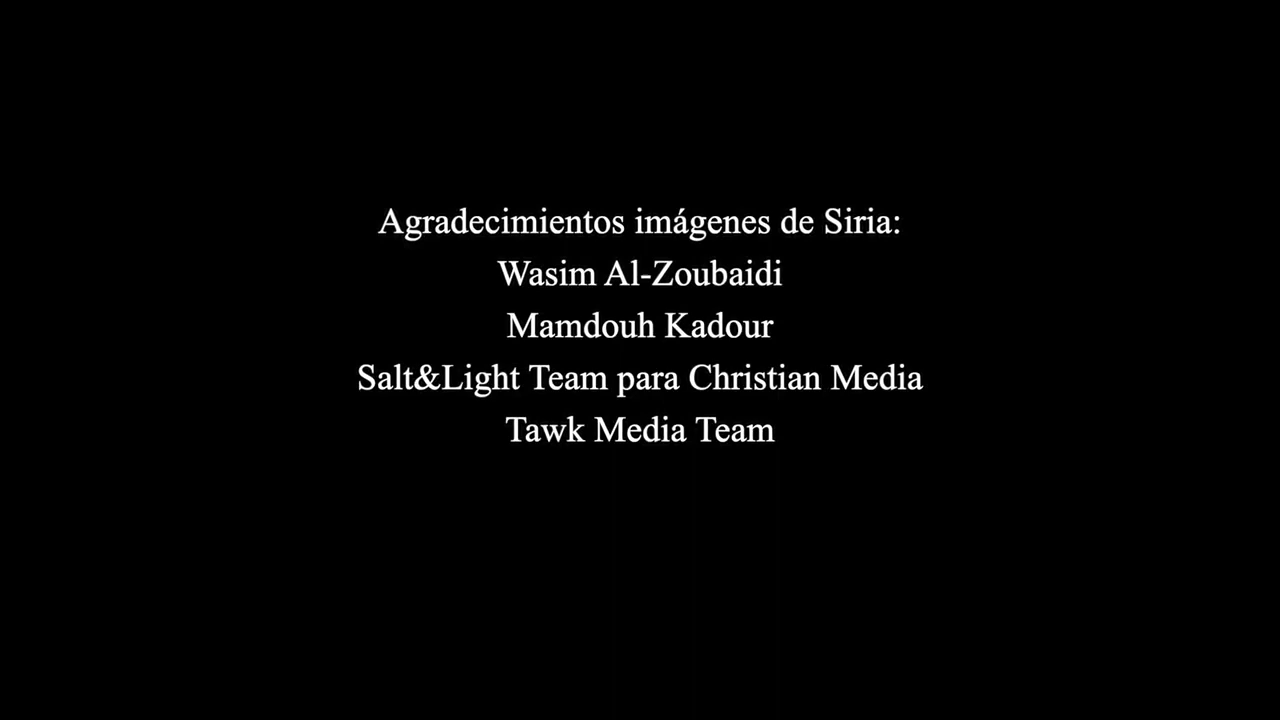 Agradecimientos imágenes de Siria:
Wasim Al-Zoubaidi
Mamdouh Kadour
Salt&Light Team para Christian Media
Tawk Media Team